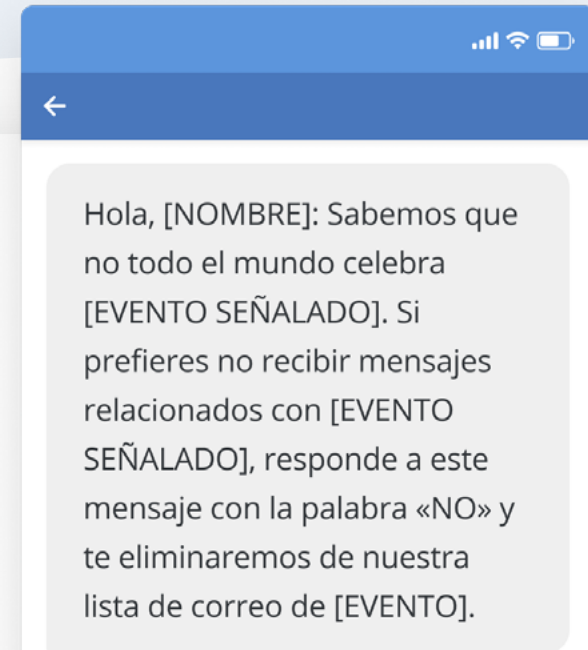 Hola, [NOMBRE]: Sabemos que
no todo el mundo celebra
[EVENTO SEÑALADO]. Si
prefieres no recibir mensajes
relacionados con [EVENTO
SEÑALADO], responde a este
mensaje con la palabra «NO» y
te eliminaremos de nuestra
lista de correo de [EVENTO].